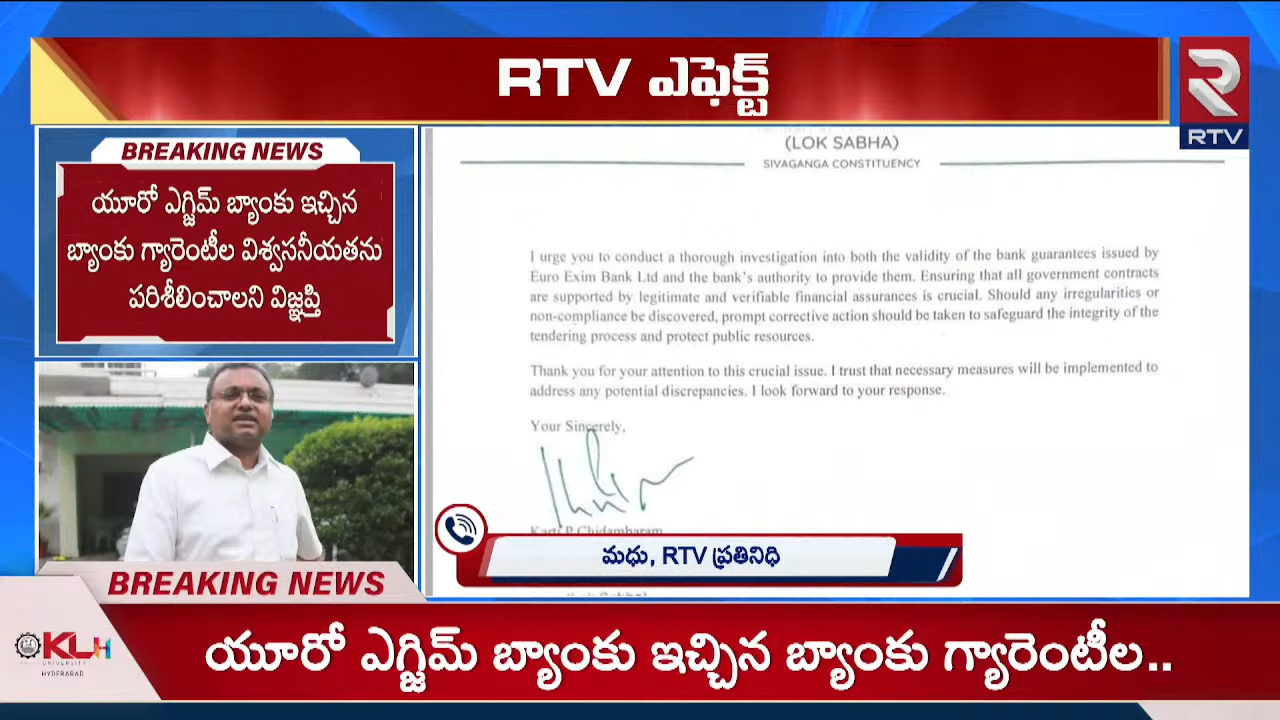 RTV ఎఫెక్ట్
RTV
BREAKING NEWS
యూరో ఎగ్జిమ్ బ్యాంకు ఇచ్చిన
బ్యాంకు గ్యారెంటీల విశ్వసనీయతను
పరిశీలించాలని విజ్ఞప్తి
(LOK SABHA)
SIVAGANGA CONSTITUENCY
I urge you to conduct a thorough investigation into both the validity of the bank guarantees issued by
Euro Exim Bank Ltd and the bank's authority to provide them. Ensuring that all government contracts
are supported by legitimate and verifiable financial assurances is crucial. Should any irregularities or
non-compliance be discovered, prompt corrective action should be taken to safeguard the integrity of the
tendering process and protect public resources.
Thank you for your attention to this crucial issue. I trust that necessary measures will be implemented to
address any potential discrepancies. I look forward to your response.
Your Sincerely,
Karti P Chidambaram
మధు, RTV ప్రతినిధి
BREAKING NEWS
యూరో ఎగ్జిమ్ బ్యాంకు ఇచ్చిన బ్యాంకు గ్యారెంటీల..
KLH
UNIVERSITY
HYDERABAD